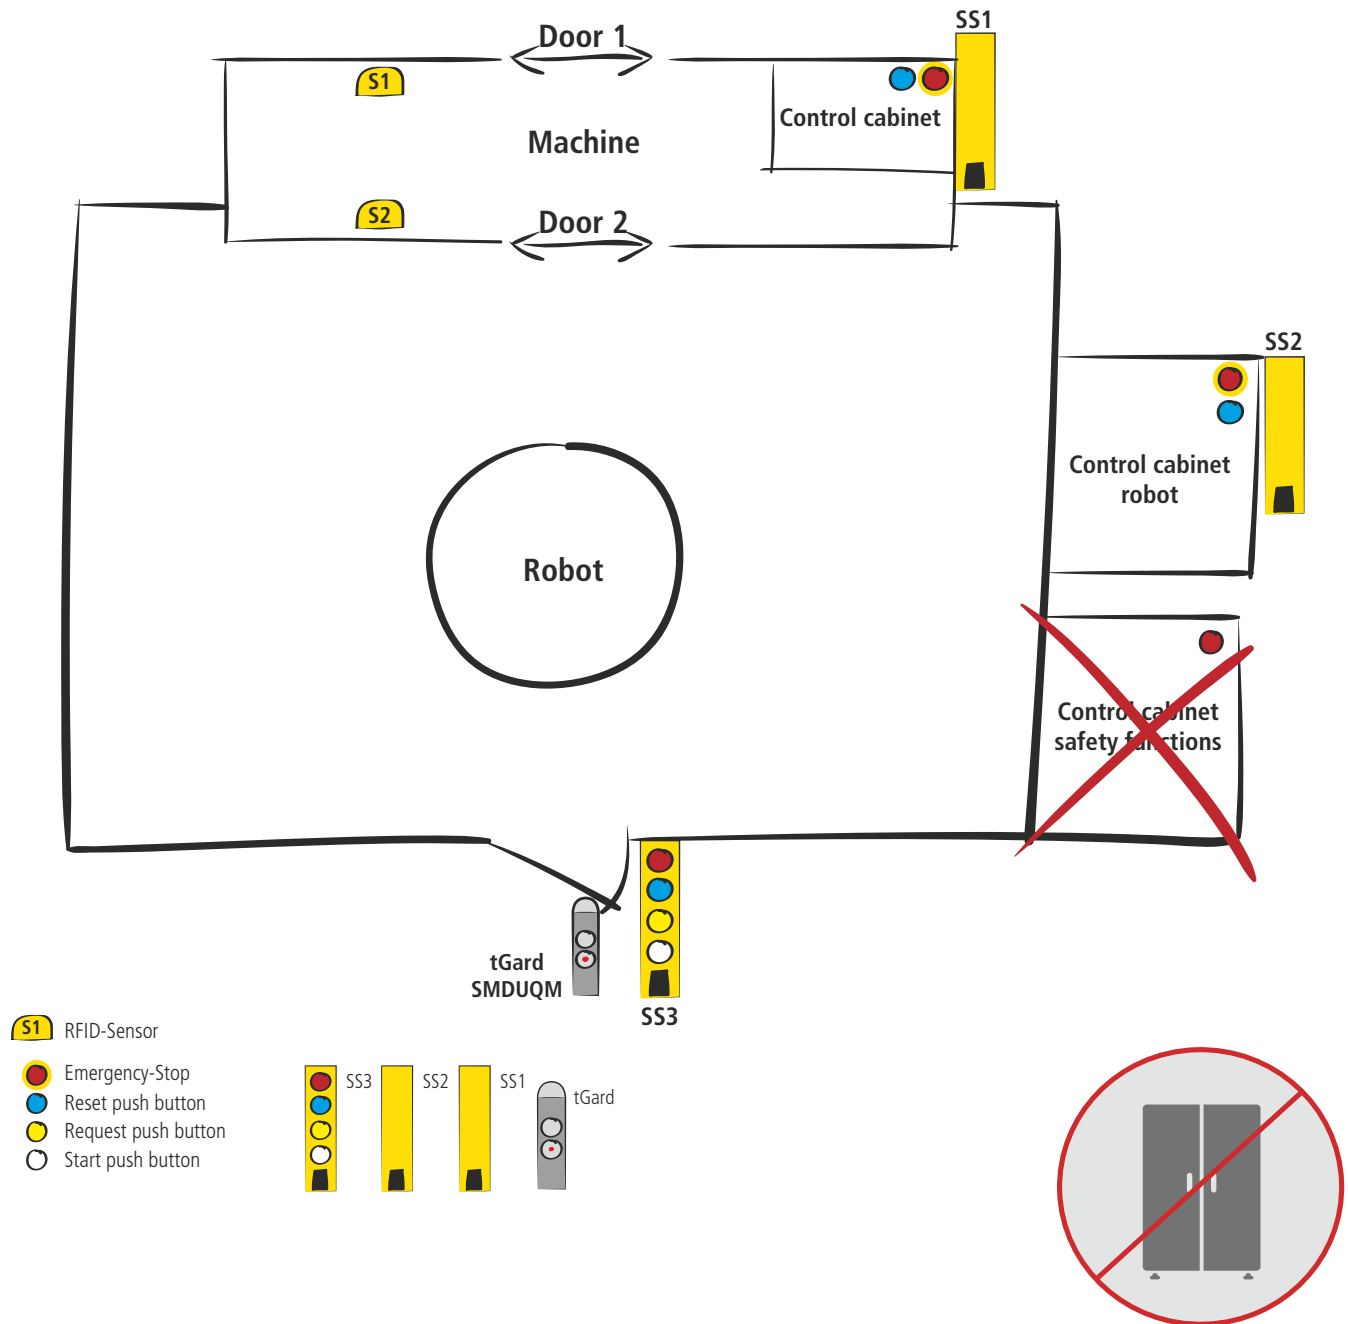 SS1
Door 1
S1
Control cabinet
Machine
S2
Door 2
SS2
Control cabinet
robot
Robot
Control cabinet
safety functions
tGard
SMDUQM
SS3
S1 RFID-Sensor
Emergency-Stop
Reset push button
Request push button
Start push button
SS3
SS2
SS1
tGard